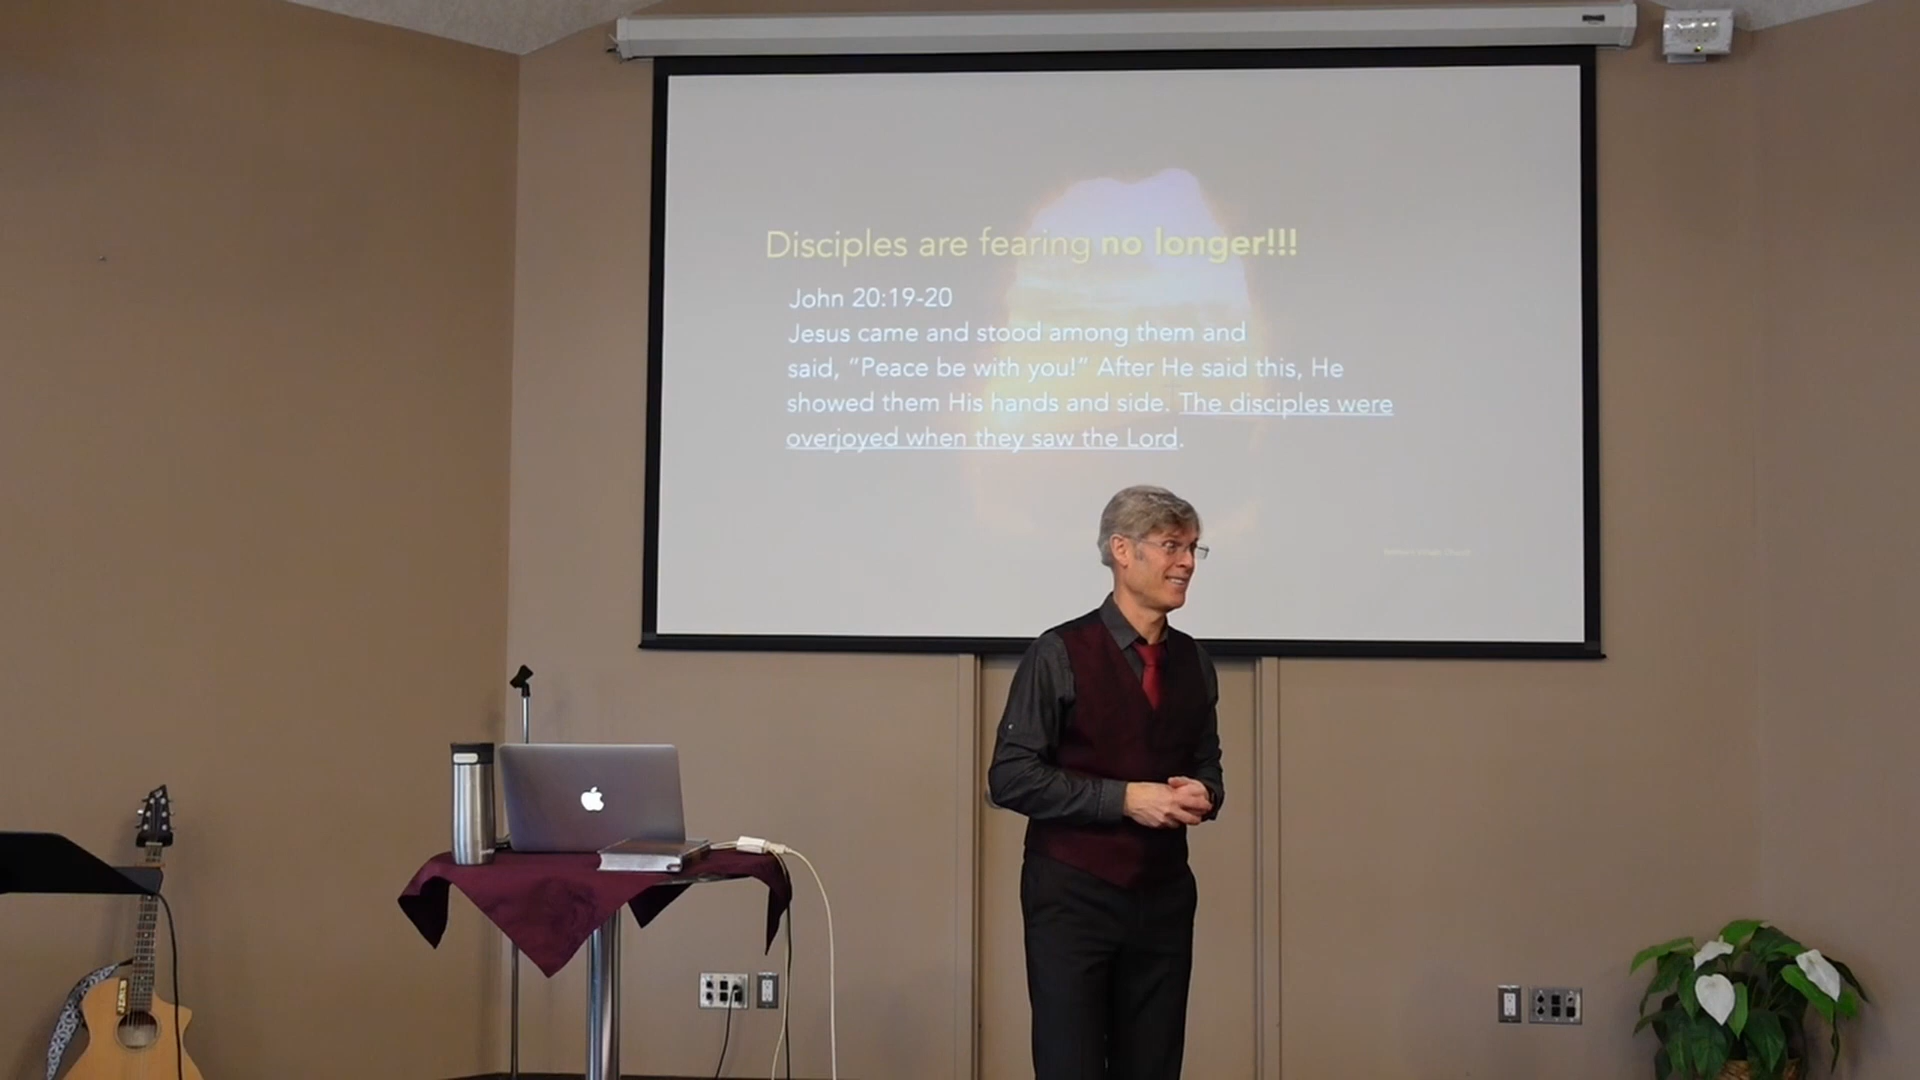 Disciples are fearing no longer!!!
John 20:19-20
Jesus came and stood among them and
said, “Peace be with you!” After He said this, He
showed them His hands and side. The disciples were
overjoyed when they saw the Lord.